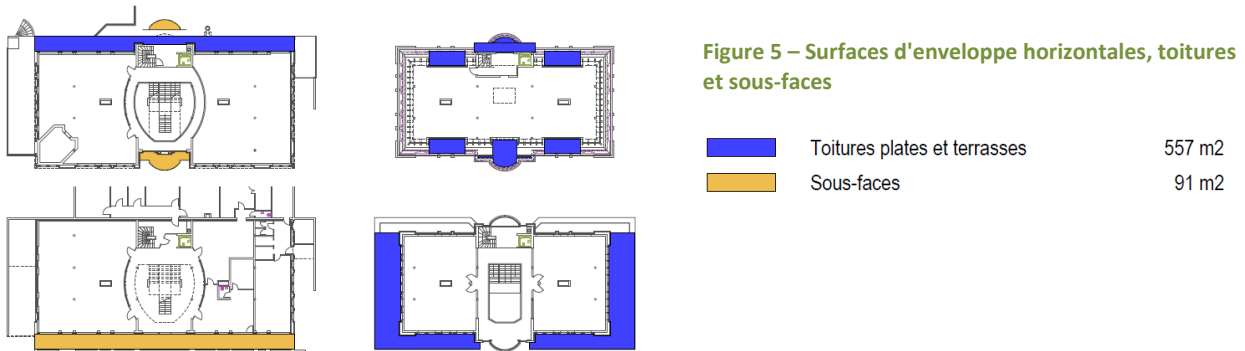 Figure 5 – Surfaces d'enveloppe horizontales, toitures
et sous-faces
Toitures plates et terrasses 557 m2
Sous-faces 91 m2